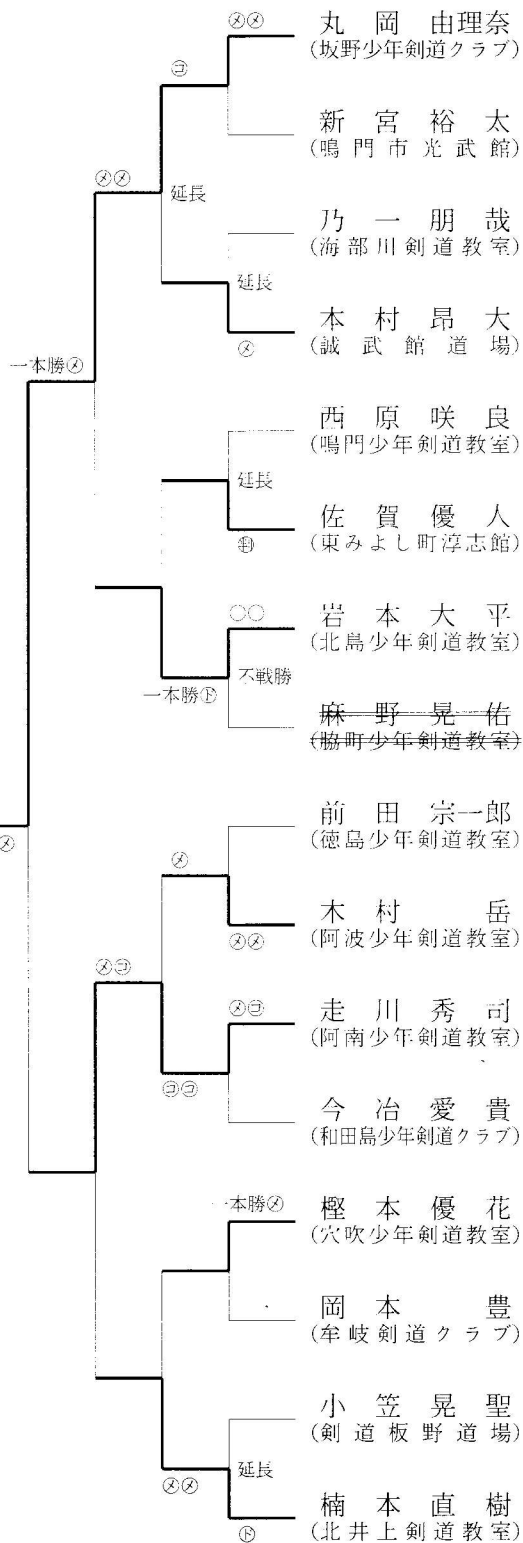 ㋱㋱
丸岡由理奈
(坂野少年剣道クラブ)
㋙
新宮裕太
(鳴門市光武館)
㋱㋱
延長
乃一朋哉
(海部川剣道教室)
延長
本村昂大
(誠武館道場)
㋱
一本勝㋱
西原咲良
(鳴門少年剣道教室)
延長
佐賀優人
(東みよし町淳志館)
○○
岩本大平
(北島少年剣道教室)
不戦勝
一本勝㋣
麻野晃佑
(脇町少年剣道教室)
前田宗一郎
(徳島少年剣道教室)
㋱
㋱
木村岳
(阿波少年剣道教室)
㋱㋱
㋱㋙
㋱㋙
走川秀司
(阿南少年剣道教室)
㋙㋙
今治愛貴
(和田島少年剣道クラブ)
一本勝㋱
樫本優花
(穴吹少年剣道教室)
岡本豊
(牟岐剣道クラブ)
小笠晃聖
(剣道板野道場)
延長
㋱㋱
楠本直樹
(北井上剣道教室)
㋣